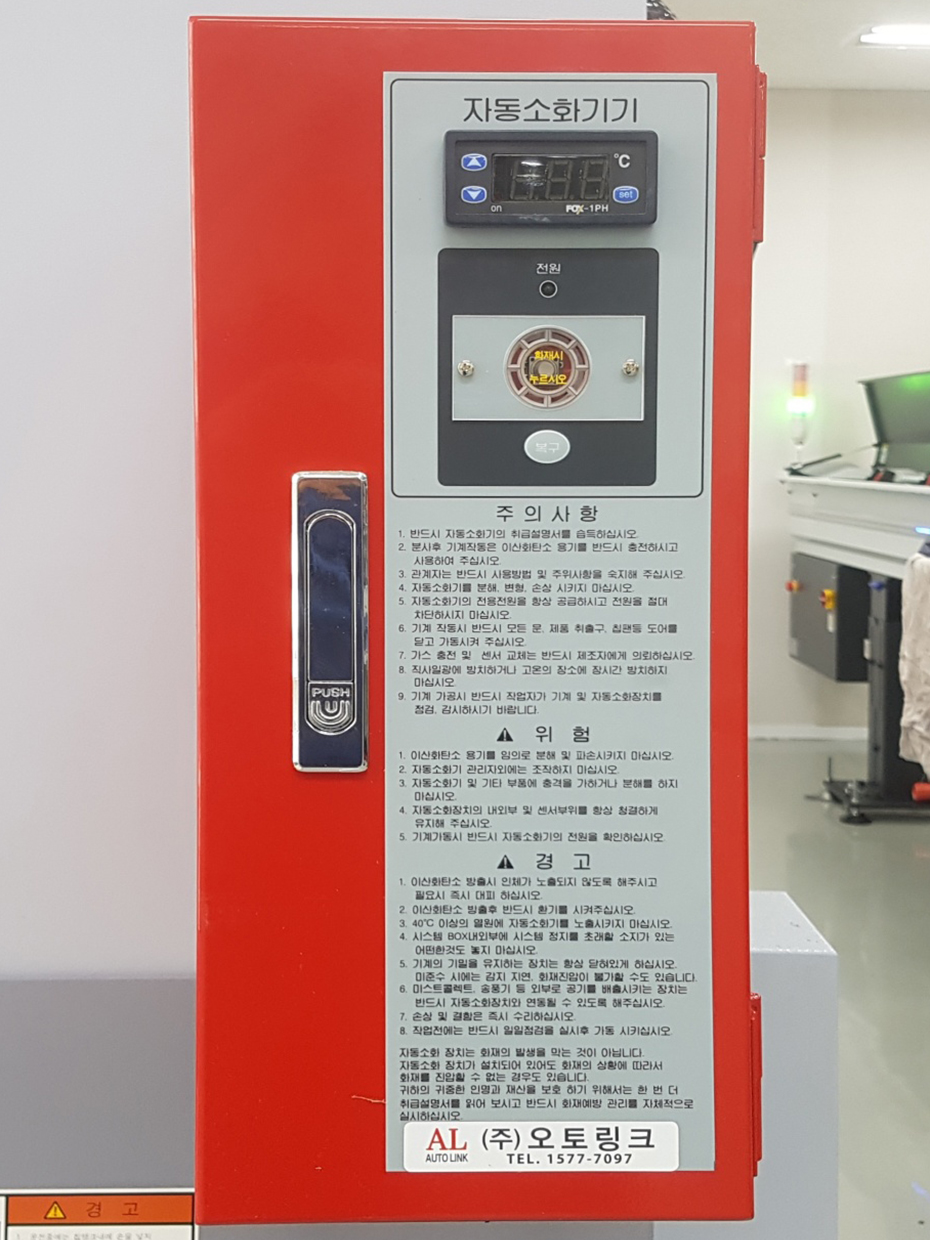 자동소화기기
°C
set
on
FOX-1PH
전원
화재시
누르시오
복구
PUSH
주 의 사 항
1. 반드시 자동소화기의 취급설명서를 습득하십시오.
2. 분사후 기계작동은 이산화탄소 용기를 반드시 충전하시고
사용하여 주십시오.
3. 관계자는 반드시 사용방법 및 주위사항을 숙지해 주십시오.
4. 자동소화기를 분해, 변형, 손상 시키지 마십시오.
5. 자동소화기의 전용전원을 항상 공급하시고 전원을 절대
차단하시지 마십시오.
6. 기계 작동시 반드시 모든 문, 제품 취출구, 칩팬등 도어를
닫고 가동시켜 주십시오.
7. 가스 충전 및 센서 교체는 반드시 제조자에게 의뢰하십시오.
8. 직사일광에 방치하거나 고온의 장소에 장시간 방치하지
마십시오.
9. 기계 가공시 반드시 작업자가 기계 및 자동소화장치를
점검, 감시하시기 바랍니다.
위 험
1. 이산화탄소 용기를 임의로 분해 및 파손시키지 마십시오.
2. 자동소화기 관리자외에는 조작하지 마십시오.
3. 자동소화기 및 기타 부품에 충격을 가하거나 분해를 하지
마십시오.
4. 자동소화장치의 내외부 및 센서부위를 항상 청결하게
유지해 주십시오.
5. 기계가동시 반드시 자동소화기의 전원을 확인하십시오.
경 고
1. 이산화탄소 방출시 인체가 노출되지 않도록 해주시고
필요시 즉시 대피 하십시오.
2. 이산화탄소 방출후 반드시 환기를 시켜주십시오.
3. 40°C 이상의 열원에 자동소화기를 노출시키지 마십시오.
4. 시스템 BOX내외부에 시스템 정지를 초래할 소지가 있는
어떠한것도 놓지 마십시오.
5. 기계의 기밀을 유지하는 장치는 항상 닫혀있게 하십시오.
미준수 시에는 감지 지연, 화재진압이 불가할 수도 있습니다.
6. 미스트콜렉트, 송풍기 등 외부로 공기를 배출시키는 장치는
반드시 자동소화장치와 연동될 수 있도록 해주십시오.
7. 손상 및 결함은 즉시 수리하십시오.
8. 작업전에는 반드시 일일점검을 실시후 가동 시키십시오.
자동소화 장치는 화재의 발생을 막는 것이 아닙니다.
자동소화 장치가 설치되어 있어도 화재의 상황에 따라서
화재를 진압할 수 없는 경우도 있습니다.
귀하의 귀중한 인명과 재산을 보호 하기 위해서는 한 번 더
취급설명서를 읽어 보시고 반드시 화재예방 관리를 자체적으로
실시하십시오.
AL (주)오토링크
AUTO LINK TEL. 1577-7097
경 고